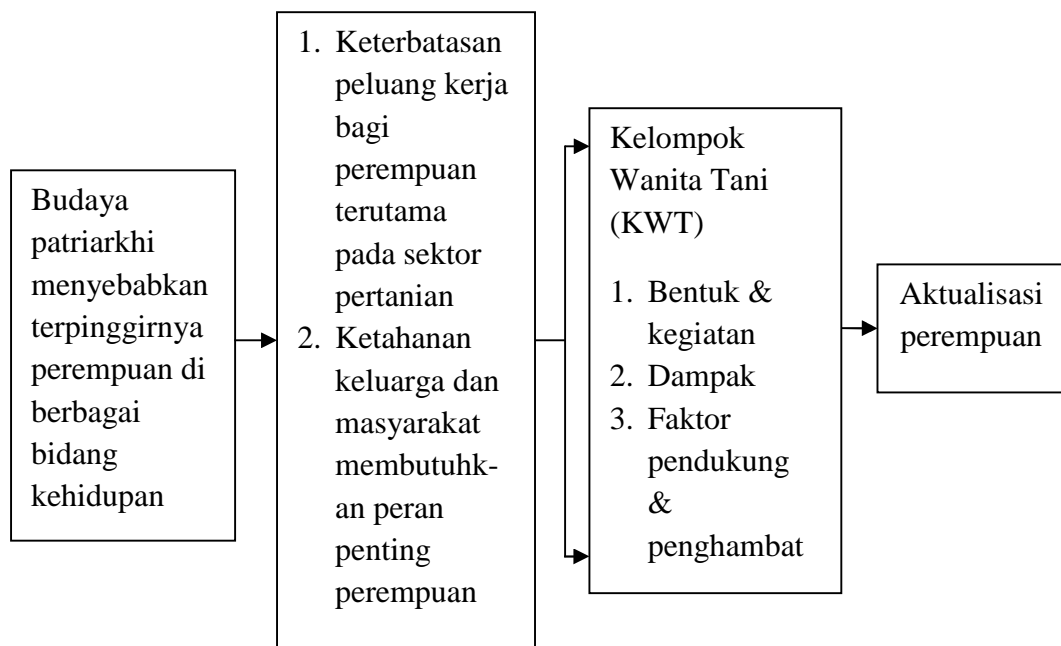 Budaya
patriarkhi
menyebabkan
terpinggirnya
perempuan di
berbagai
bidang
kehidupan
1. Keterbatasan
peluang kerja
bagi
perempuan
terutama
pada sektor
pertanian
2. Ketahanan
keluarga dan
masyarakat
membutuhk-
an peran
penting
perempuan
Kelompok
Wanita Tani
(KWT)
1. Bentuk &
kegiatan
2. Dampak
3. Faktor
pendukung
&
penghambat
Aktualisasi
perempuan